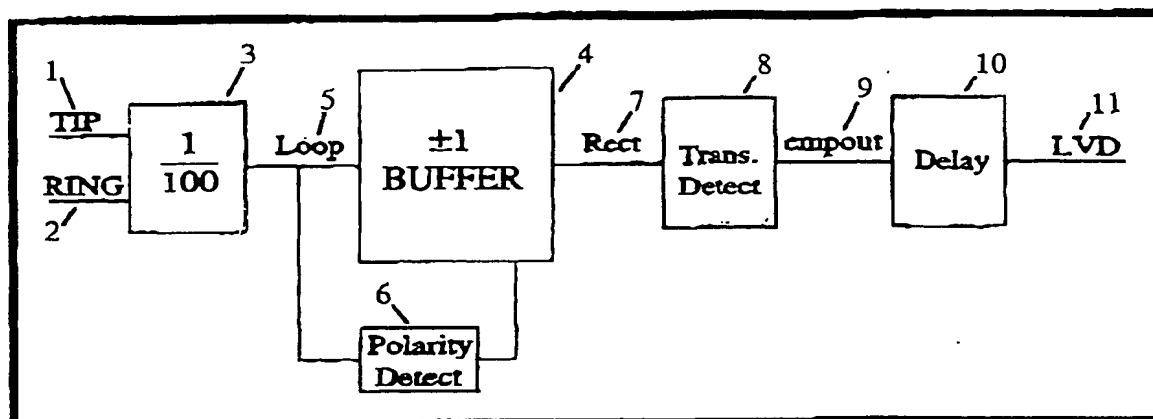 1
TIP
RING
2
3
1
100
5
Loop
4
±1
BUFFER
6
Polarity
Detect
7
Rect
8
Trans.
Detect
9
cmpout
10
Delay
11
LVD